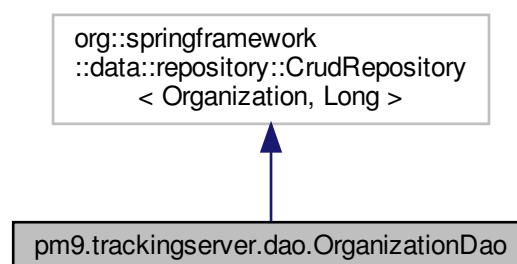 org::springframework
::data::repository::CrudRepository
< Organization, Long >
pm9.trackingserver.dao.OrganizationDao